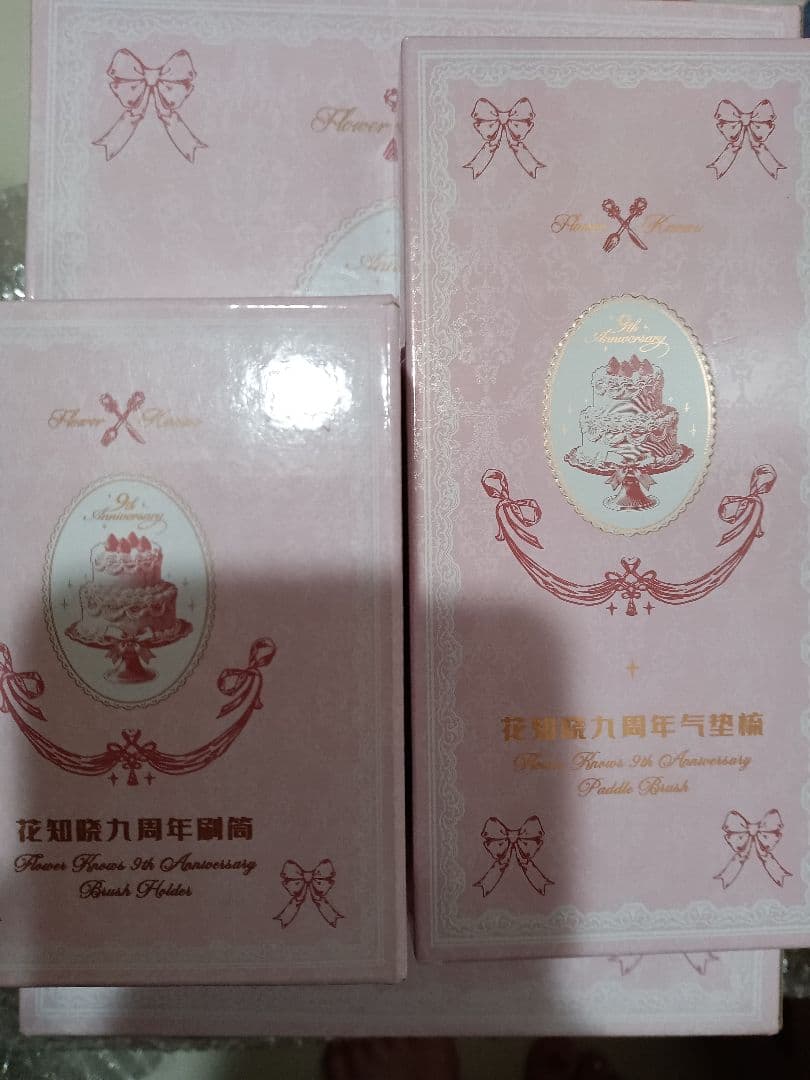 Flower
Flower Knows
9th
Anniversary
花知晓九周年气垫梳
Flower Knows 9th Anniversary
Paddle Brush
Flower Knows
9th
Anniversary
花知晓九周年刷筒
Flower Knows 9th Anniversary
Brush Holder